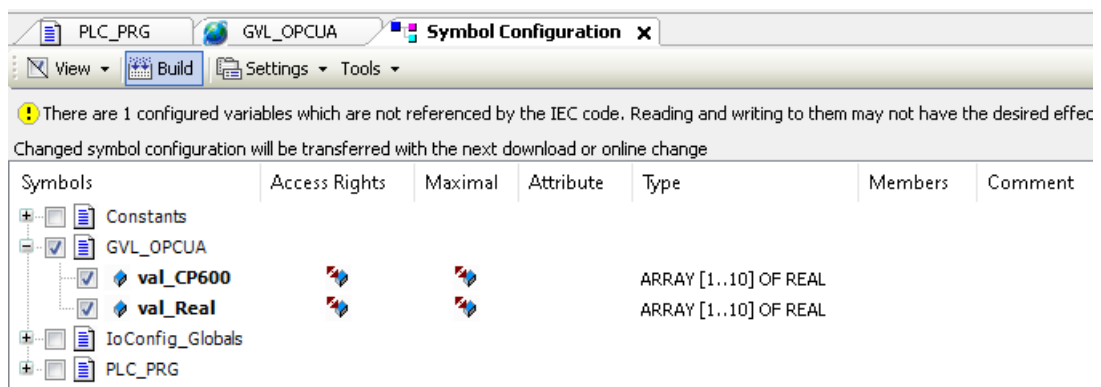 PLC_PRG GVL_OPCUA Symbol Configuration x
View Build Settings Tools
There are 1 configured variables which are not referenced by the IEC code. Reading and writing to them may not have the desired effec
Changed symbol configuration will be transferred with the next download or online change
Symbols Access Rights Maximal Attribute Type Members Comment
Constants
GVL_OPCUA
val_CP600 ARRAY [1..10] OF REAL
val_Real ARRAY [1..10] OF REAL
IoConfig_Globals
PLC_PRG